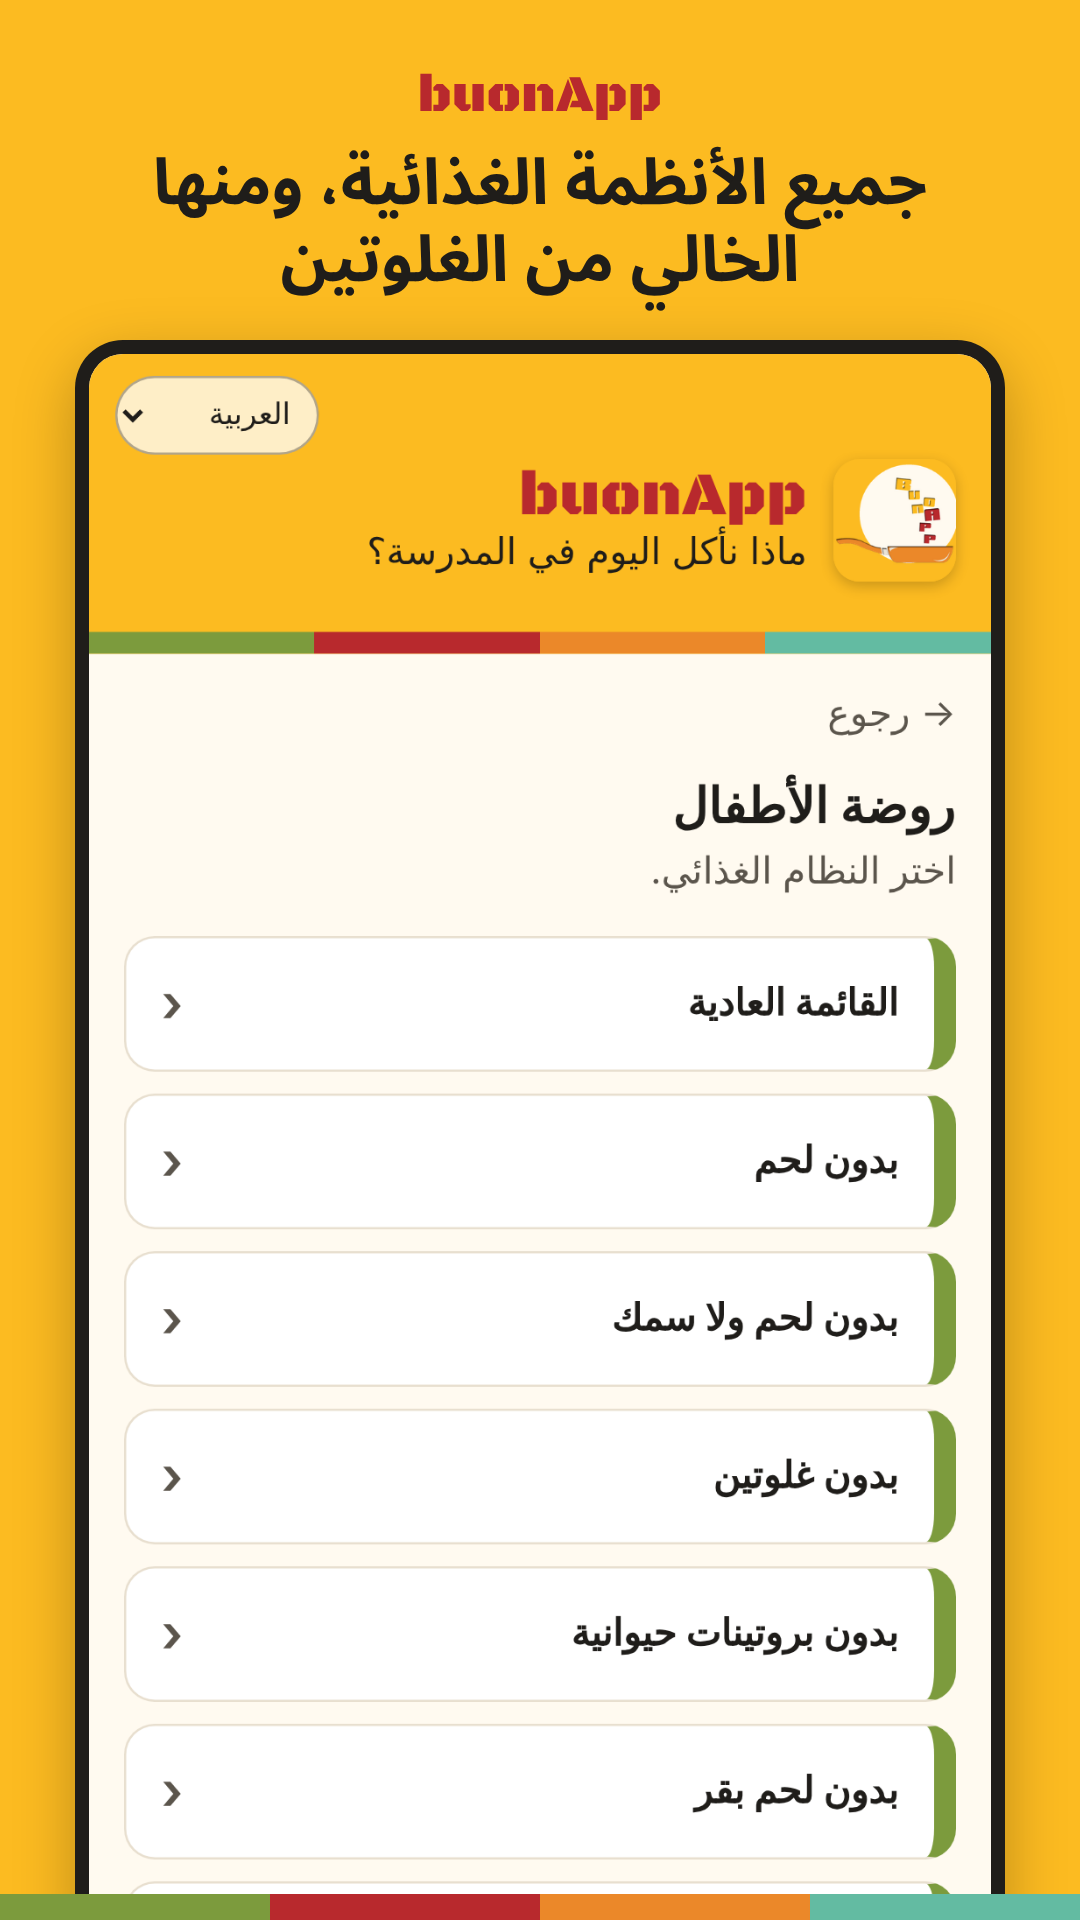 buonApp
جميع الأنظمة الغذائية، ومنها
الخالي من الغلوتين
العربية
buonApp
ماذا نأكل اليوم في المدرسة؟
→ رجوع
روضة الأطفال
اختر النظام الغذائي.
القائمة العادية
بدون لحم
بدون لحم ولا سمك
بدون غلوتين
بدون بروتينات حيوانية
بدون لحم بقر